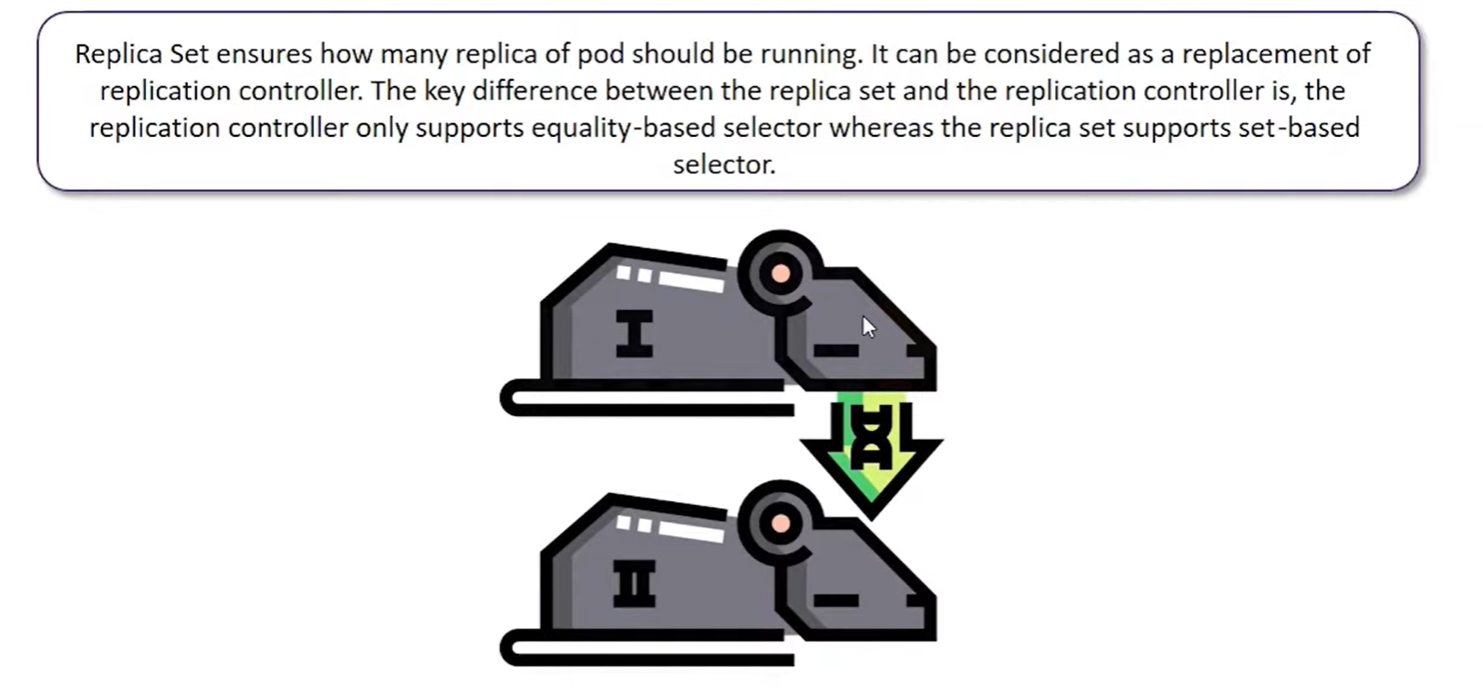 Replica Set ensures how many replica of pod should be running. It can be considered as a replacement of
replication controller. The key difference between the replica set and the replication controller is, the
replication controller only supports equality-based selector whereas the replica set supports set-based
selector.
I
II